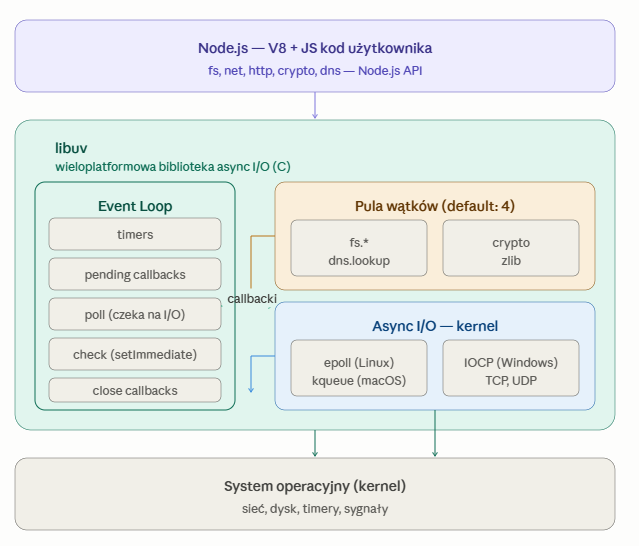 Node.js — V8 + JS kod użytkownika
fs, net, http, crypto, dns — Node.js API
libuv
wieloplatformowa biblioteka async I/O (C)
Event Loop
timers
pending callbacks
poll (czeka na I/O)
check (setImmediate)
close callbacks
callbacki
Pula wątków (default: 4)
fs.*
dns.lookup
crypto
zlib
Async I/O — kernel
epoll (Linux)
kqueue (macOS)
IOCP (Windows)
TCP, UDP
System operacyjny (kernel)
sieć, dysk, timery, sygnały